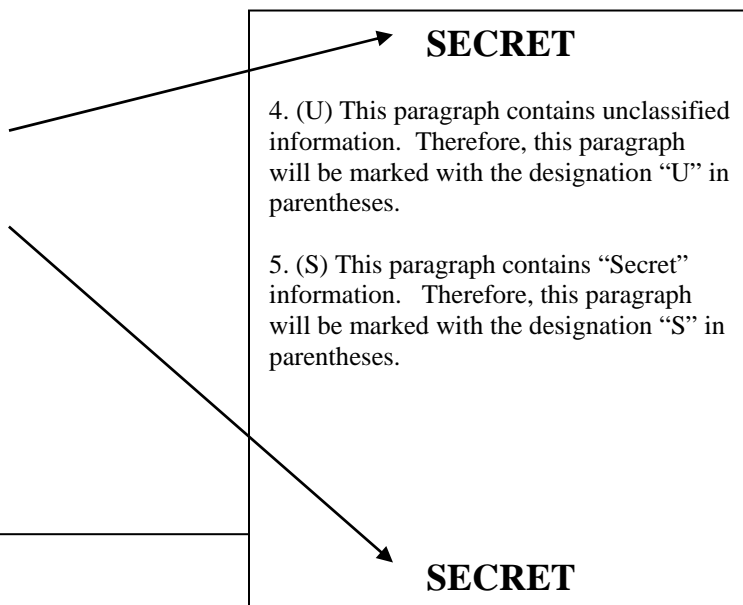 SECRET
4. (U) This paragraph contains unclassified
information.  Therefore, this paragraph
will be marked with the designation “U” in
parentheses.
5. (S) This paragraph contains “Secret”
information.   Therefore, this paragraph
will be marked with the designation “S” in
parentheses.
SECRET